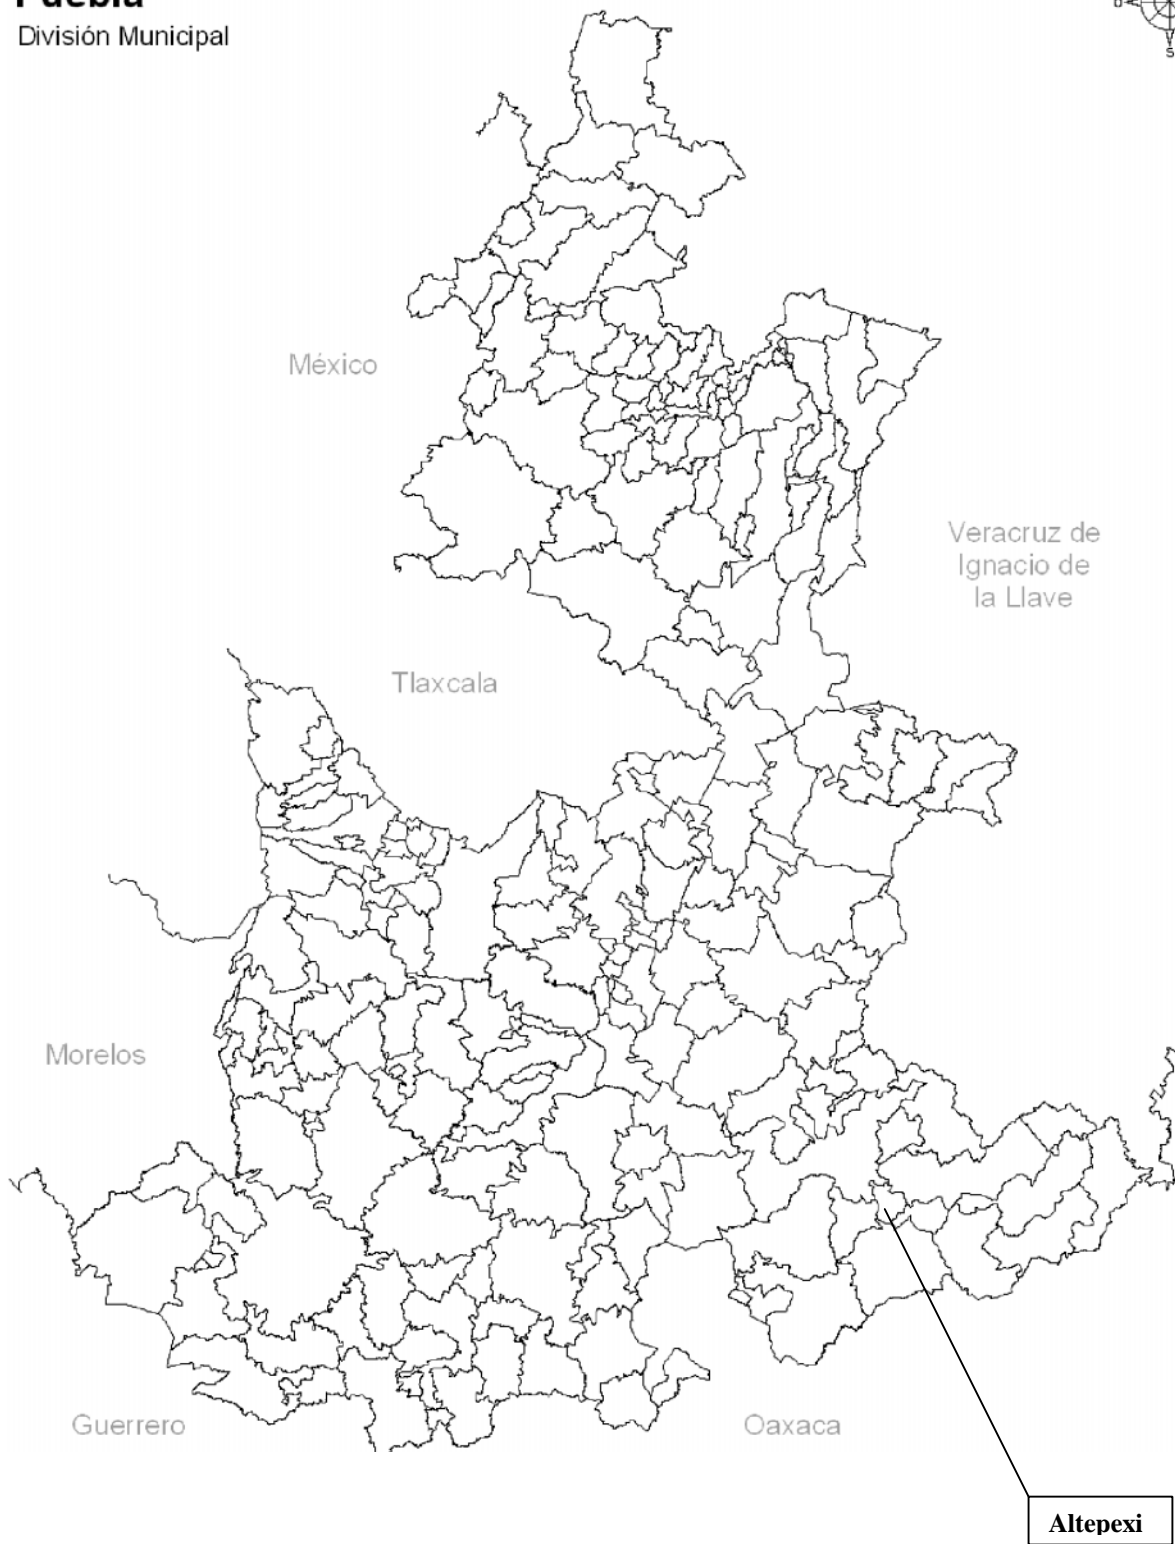 Puebla
División Municipal
México
Veracruz de
Ignacio de
la Llave
Tlaxcala
Morelos
Guerrero
Oaxaca
Altepexi